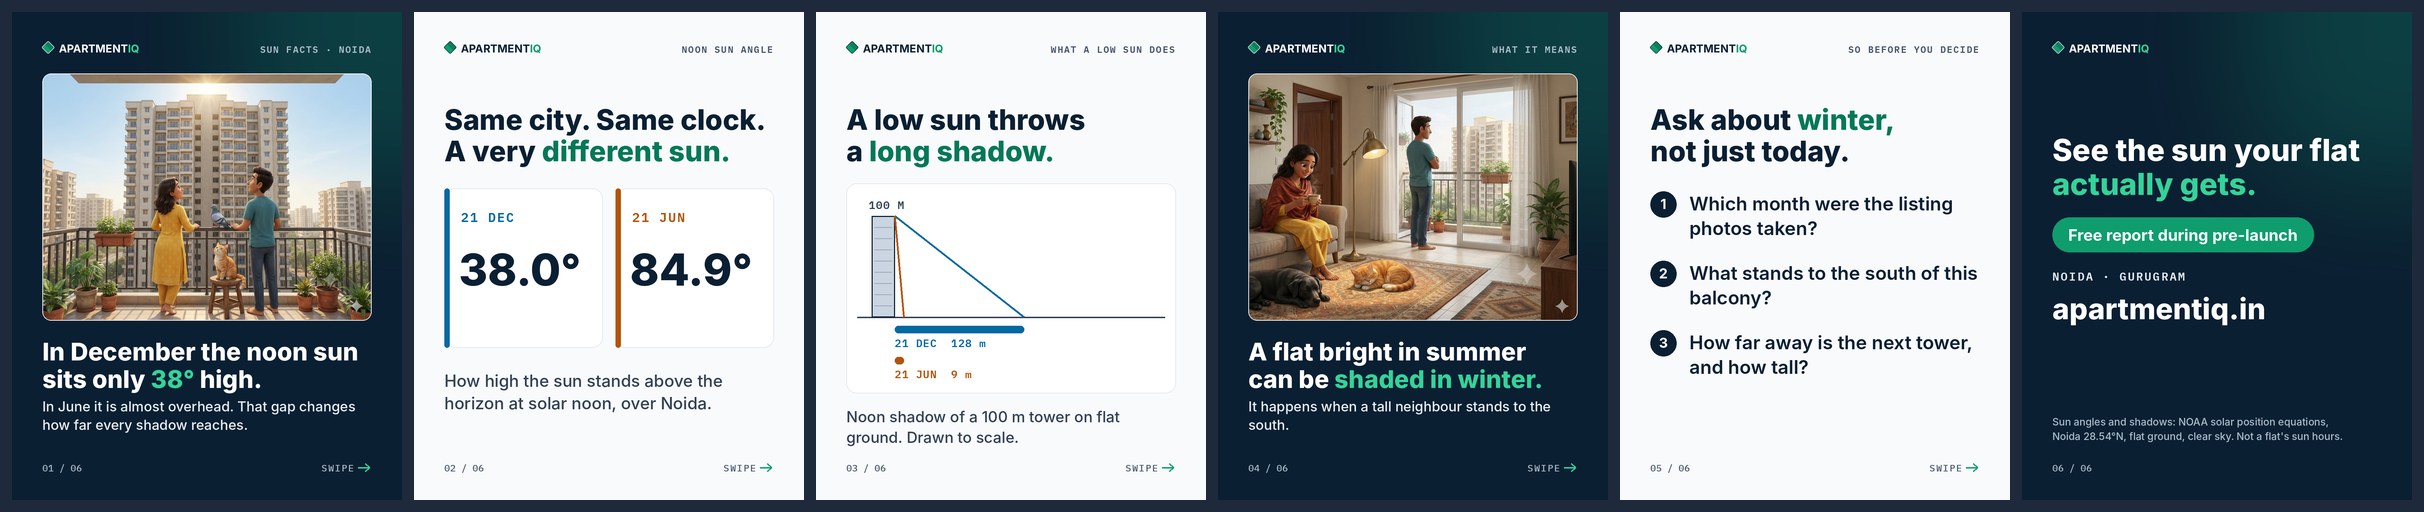 APARTMENTIQ
SUN FACTS · NOIDA
In December the noon sun
sits only 38° high.
In June it is almost overhead. That gap changes
how far every shadow reaches.
01 / 06
SWIPE →
APARTMENTIQ
NOON SUN ANGLE
Same city. Same clock.
A very different sun.
21 DEC
38.0°
21 JUN
84.9°
How high the sun stands above the
horizon at solar noon, over Noida.
02 / 06
SWIPE →
APARTMENTIQ
WHAT A LOW SUN DOES
A low sun throws
a long shadow.
100 M
21 DEC 128 m
21 JUN 9 m
Noon shadow of a 100 m tower on flat
ground. Drawn to scale.
03 / 06
SWIPE →
APARTMENTIQ
WHAT IT MEANS
A flat bright in summer
can be shaded in winter.
It happens when a tall neighbour stands to the
south.
04 / 06
SWIPE →
APARTMENTIQ
SO BEFORE YOU DECIDE
Ask about winter,
not just today.
1 Which month were the listing
photos taken?
2 What stands to the south of this
balcony?
3 How far away is the next tower,
and how tall?
05 / 06
SWIPE →
APARTMENTIQ
See the sun your flat
actually gets.
Free report during pre-launch
NOIDA · GURUGRAM
apartmentiq.in
Sun angles and shadows: NOAA solar position equations,
Noida 28.54°N, flat ground, clear sky. Not a flat's sun hours.
06 / 06